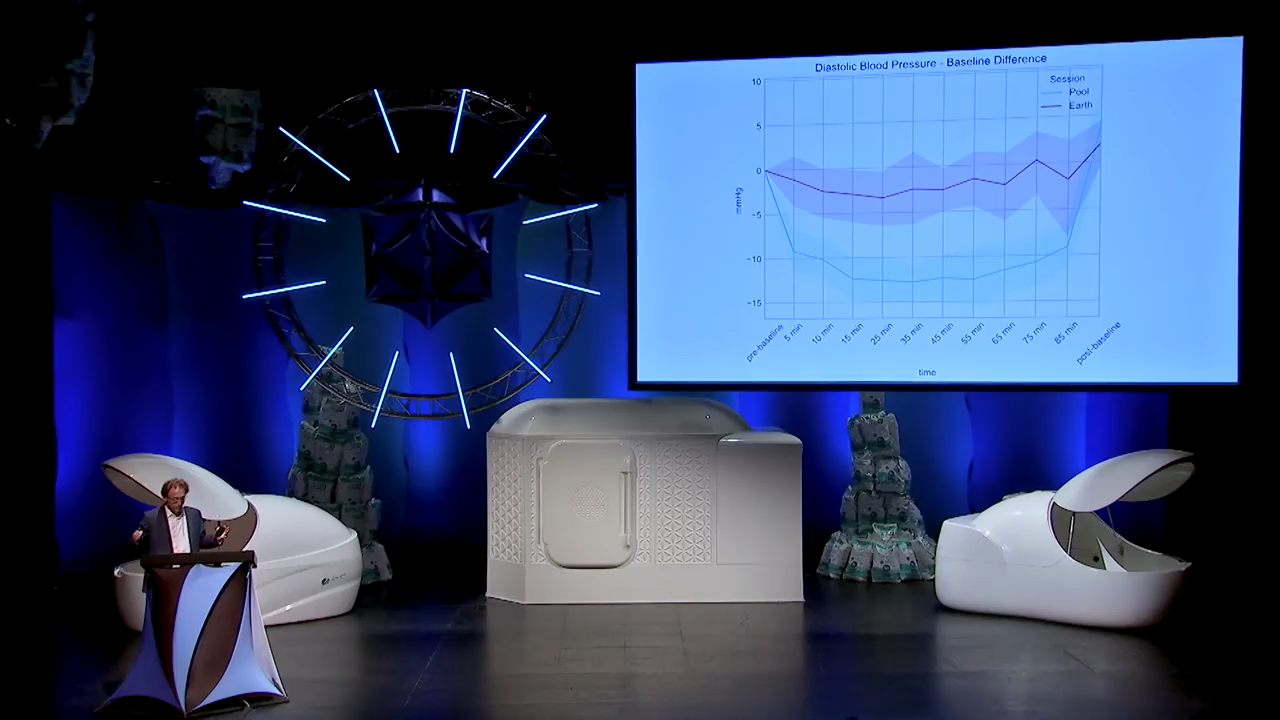 Diastolic Blood Pressure - Baseline Difference
Session
Pool
Earth
10
5
0
−5
−10
−15
mmHg
pre-baseline
5 min
10 min
15 min
25 min
35 min
45 min
55 min
65 min
75 min
85 min
post-baseline
time